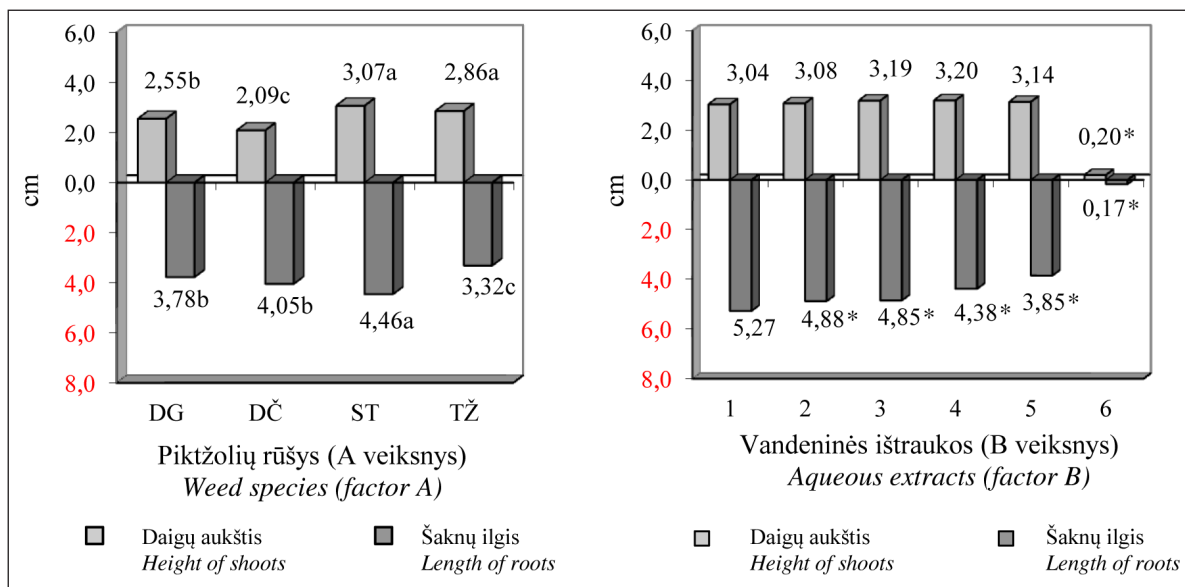 6,0
4,0
2,0
0,0
2,0
4,0
6,0
8,0
cm
2,55b
2,09c
3,07a
2,86a
3,78b
4,05b
4,46a
3,32c
DG DČ ST TŽ
Piktžolių rūšys (A veiksnys)
Weed species (factor A)
Daigų aukštis
Height of shoots
Šaknų ilgis
Length of roots
6,0
4,0
2,0
0,0
2,0
4,0
6,0
8,0
cm
3,04
3,08
3,19
3,20
3,14
0,20*
5,27
4,88*
4,85*
4,38*
3,85*
0,17*
1 2 3 4 5 6
Vandeninės ištraukos (B veiksnys)
Aqueous extracts (factor B)
Daigų aukštis
Height of shoots
Šaknų ilgis
Length of roots